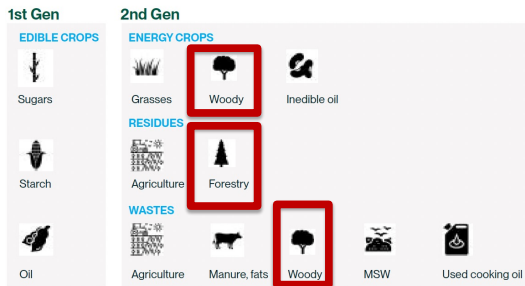 1st Gen
2nd Gen
EDIBLE CROPS
ENERGY CROPS
Sugars
Grasses
Woody
Inedible oil
RESIDUES
Starch
Agriculture
Forestry
WASTES
Oil
Agriculture
Manure, fats
Woody
MSW
Used cooking oil